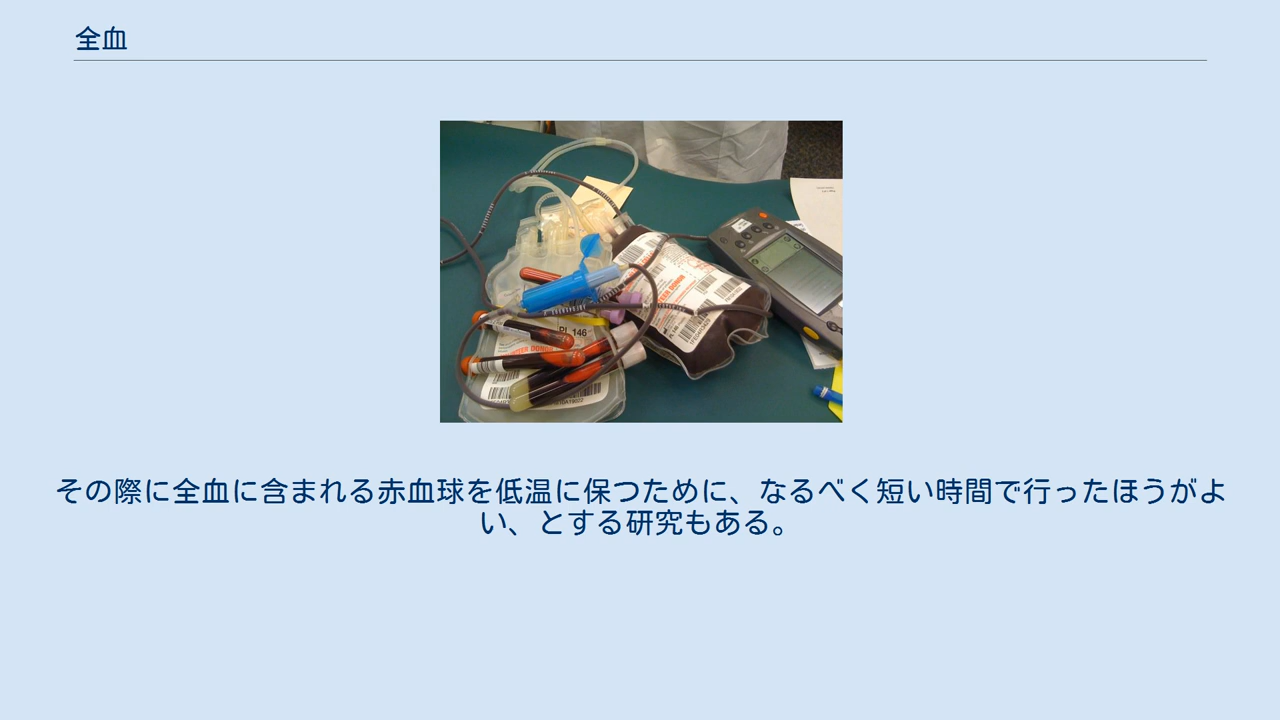 全血
PL 146
その際に全血に含まれる赤血球を低温に保つために、なるべく短い時間で行ったほうがよ
い、とする研究もある。